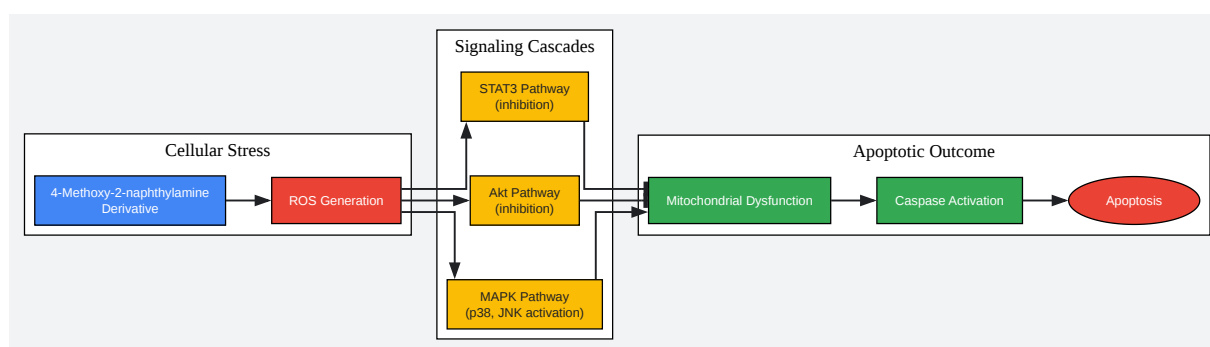 Cellular Stress
4-Methoxy-2-naphthylamine
Derivative
ROS Generation
Signaling Cascades
STAT3 Pathway
(inhibition)
Akt Pathway
(inhibition)
MAPK Pathway
(p38, JNK activation)
Apoptotic Outcome
Mitochondrial Dysfunction
Caspase Activation
Apoptosis